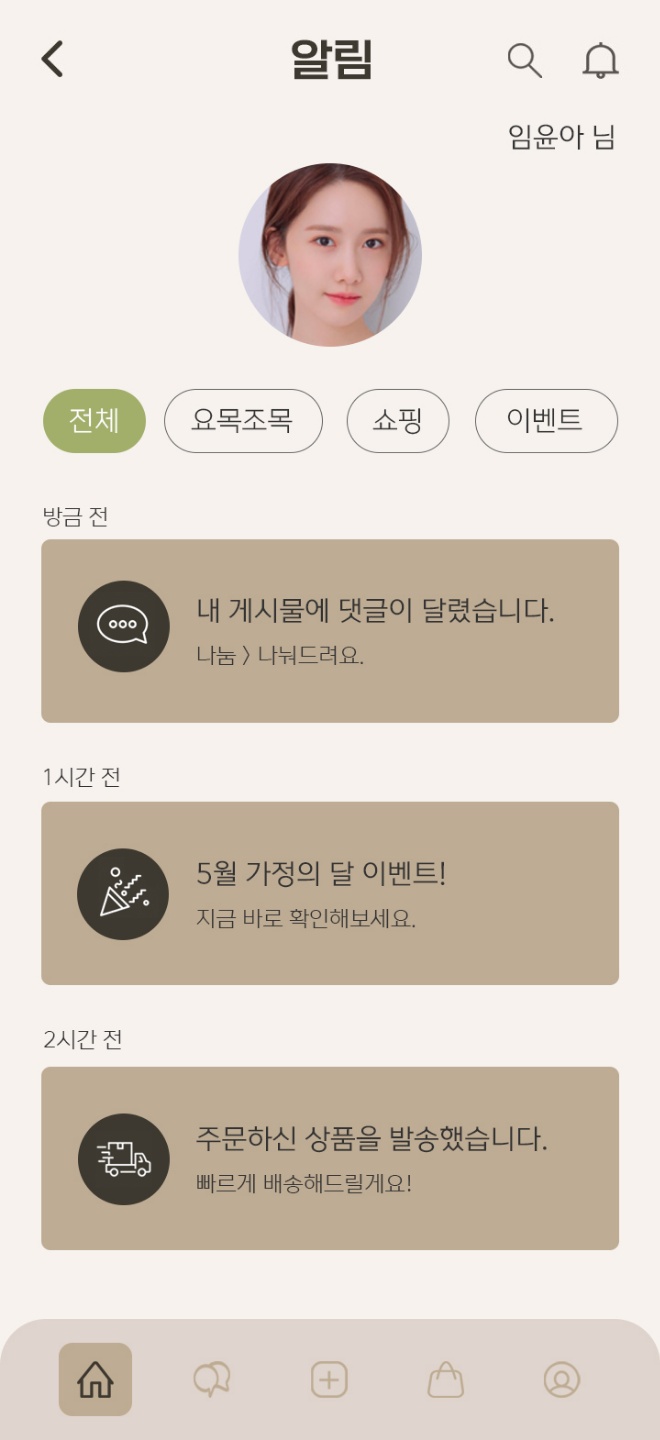 알림
임윤아 님
전체 요목조목 쇼핑 이벤트
방금 전
내 게시물에 댓글이 달렸습니다.
나눔 > 나눠드려요.
1시간 전
5월 가정의 달 이벤트!
지금 바로 확인해보세요.
2시간 전
주문하신 상품을 발송했습니다.
빠르게 배송해드릴게요!